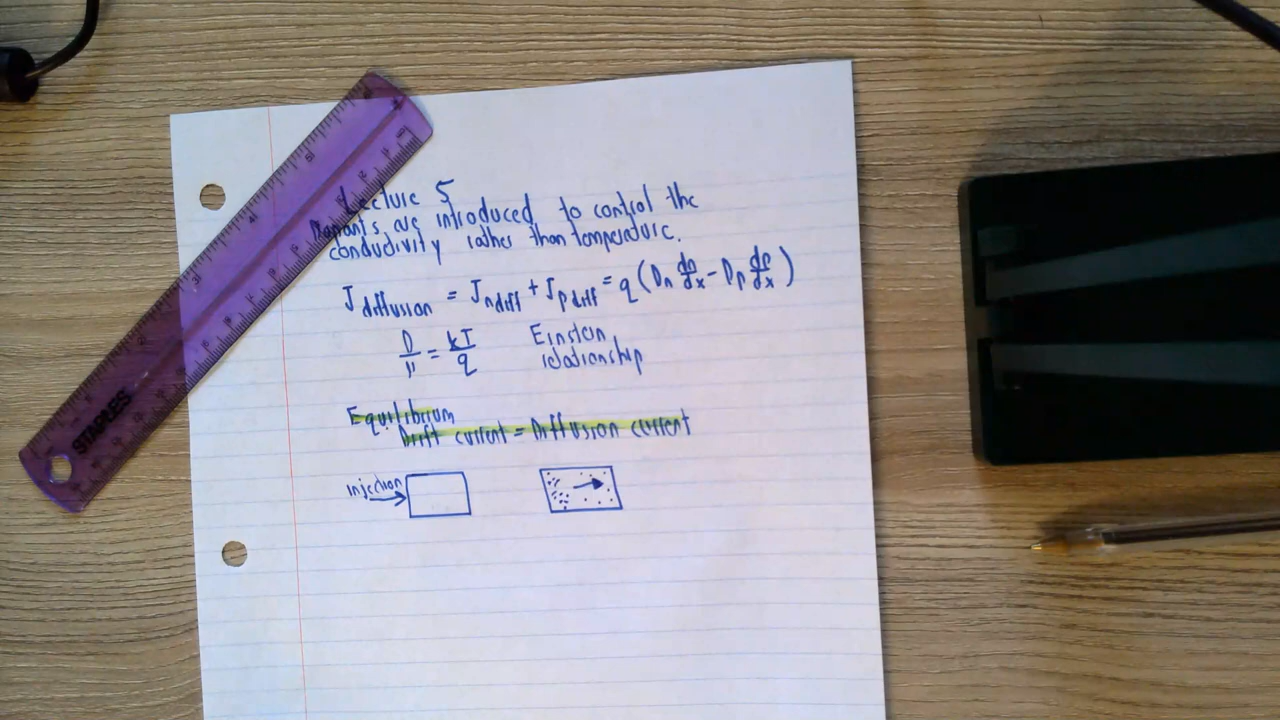 Lecture 5
Dopants are introduced to control the
conductivity rather than temperature.
J diffusion = J n diff + J p diff = q (Dn dn/dx - Dp dp/dx)
D/μ = kT/q Einstein
relationship
Equilibrium
Drift current = Diffusion current
injection
STAPLES